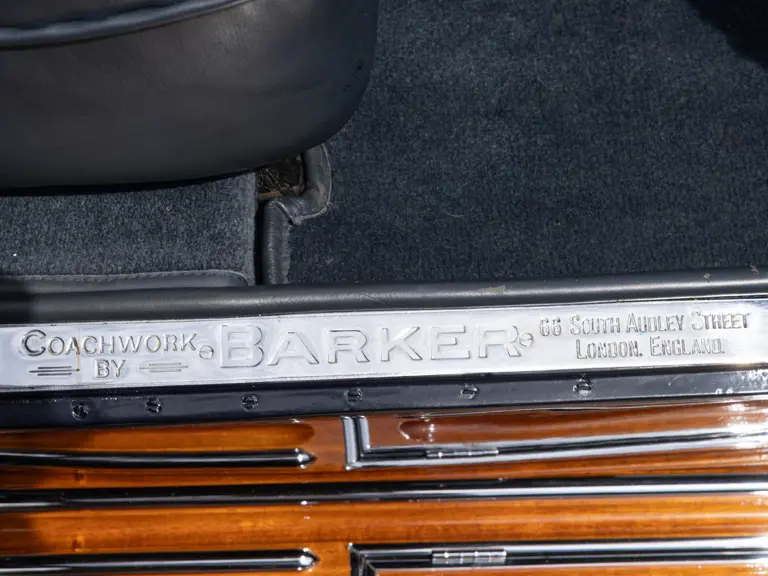 COACHWORK
BY
BARKER
66 SOUTH AUDLEY STREET
LONDON. ENGLAND.